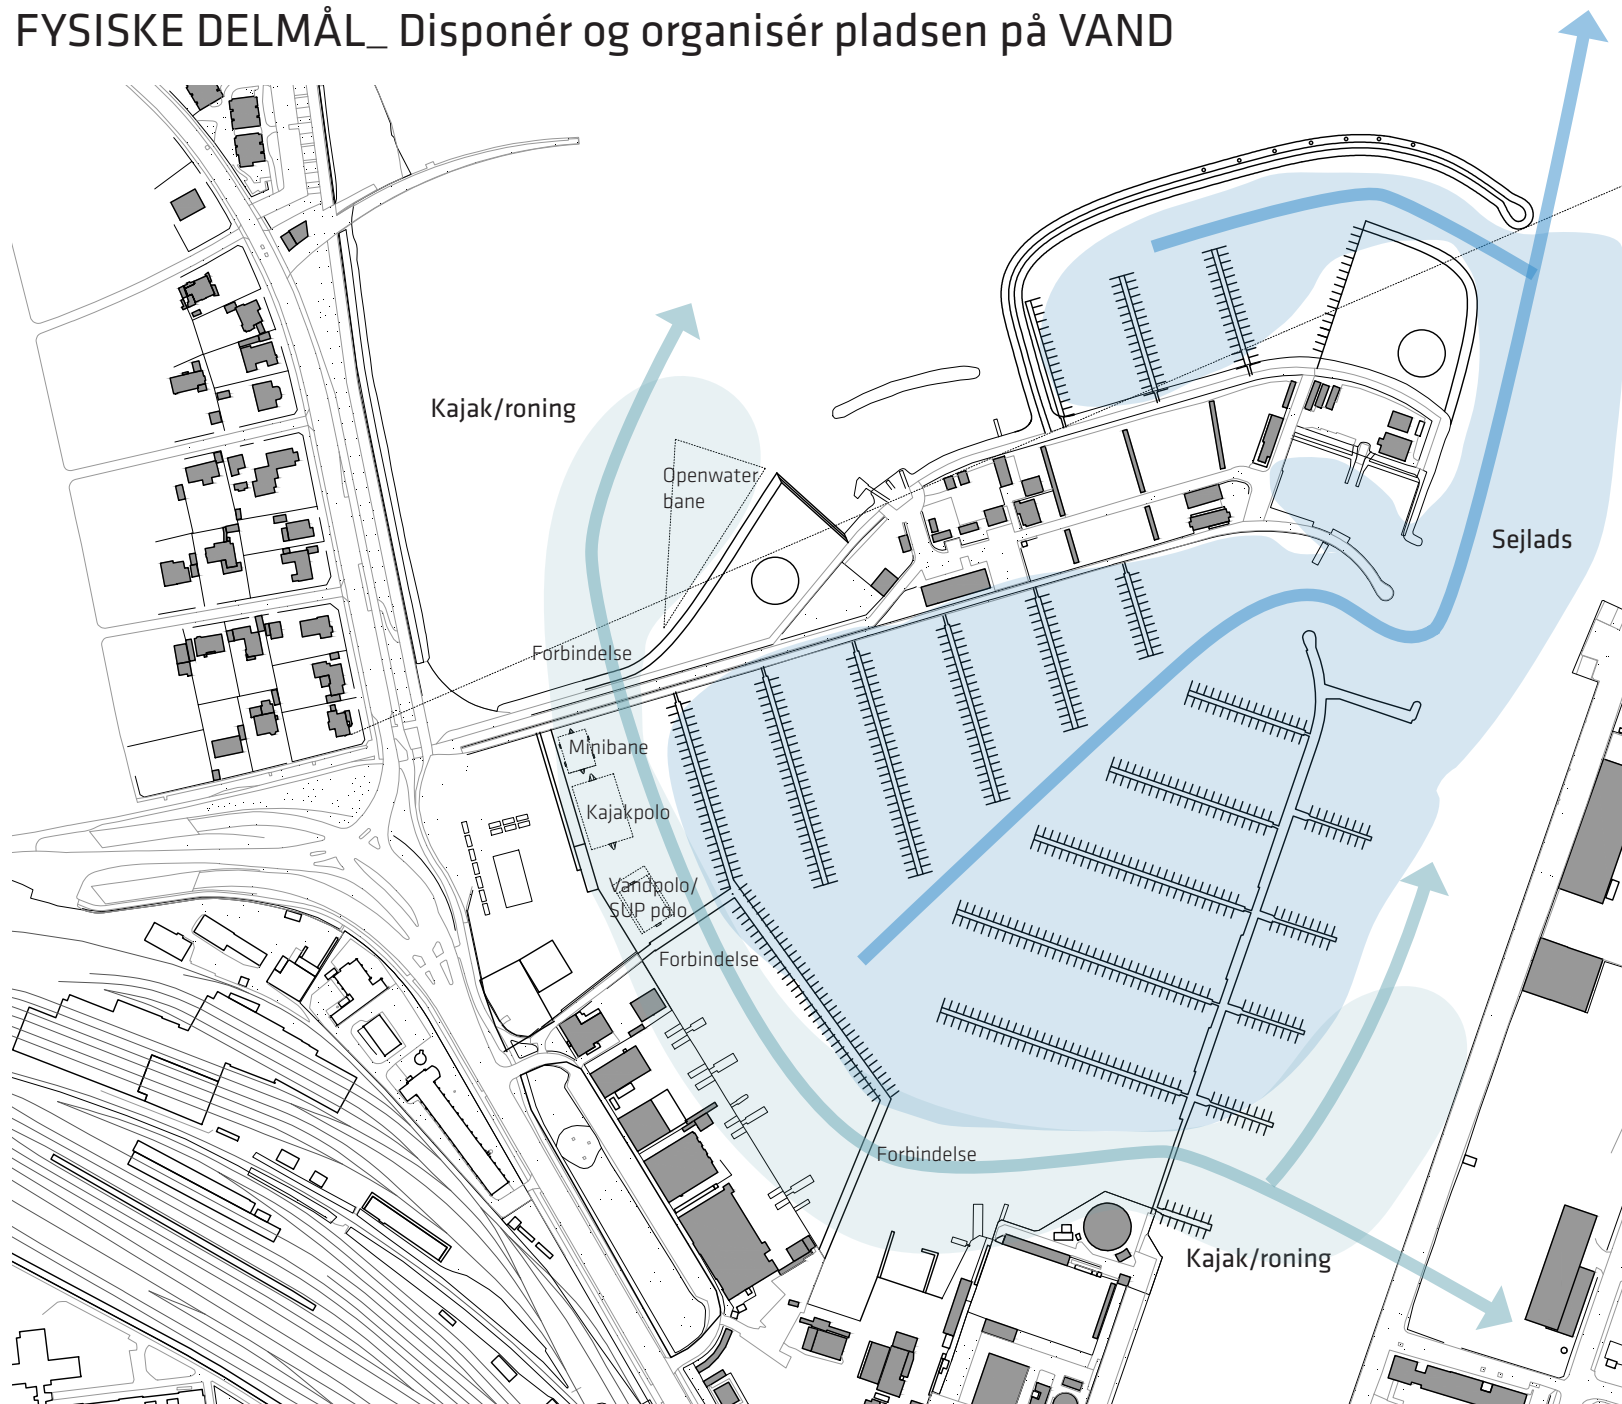 FYSISKE DELMÅL_ Disponér og organisér pladsen på VAND
Kajak/roning
Openwater
bane
Sejlads
Forbindelse
Minibane
Kajakpolo
Vandpolo/
SUP polo
Forbindelse
Forbindelse
Kajak/roning